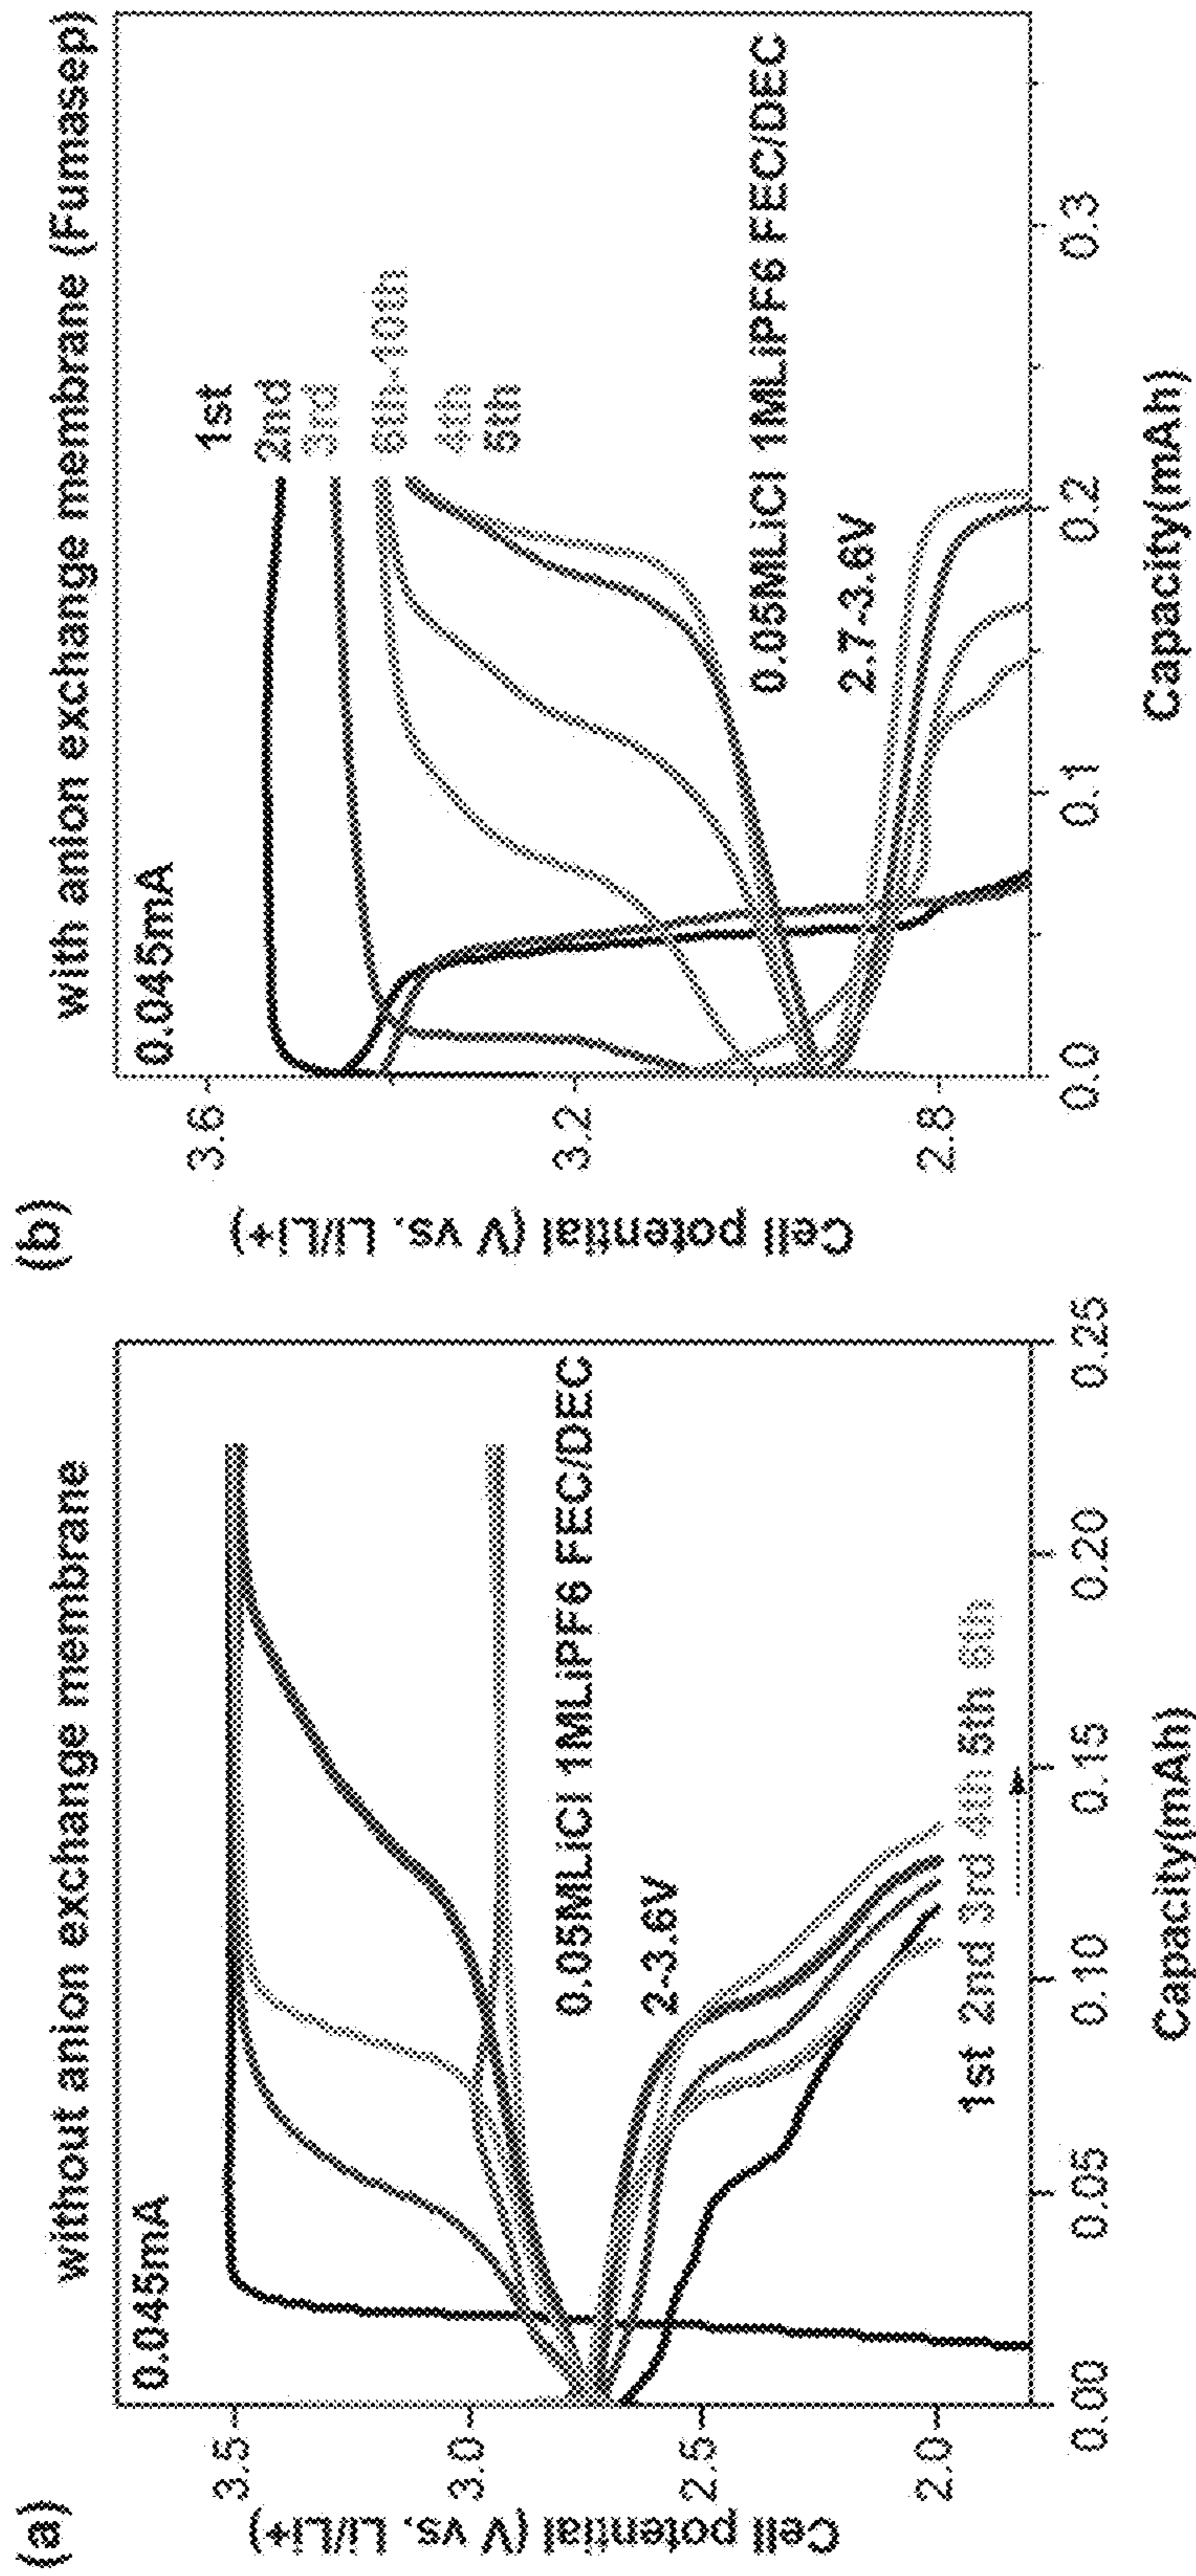 (a)
without anion exchange membrane
0.045mA
Cell potential (V vs. Li/Li+)
3.5
3.0
2.5
2.0
0.05MLiCl 1MLiPF6 FEC/DEC
2-3.6V
1st 2nd 3rd 4th 5th 6th
0.00
0.05
0.10
0.15
0.20
0.25
Capacity(mAh)
(b)
with anion exchange membrane (Fumasep)
0.045mA
Cell potential (V vs. Li/Li+)
3.6
3.2
2.8
1st
2nd
3rd
6th-10th
4th
5th
0.05MLiCl 1MLiPF6 FEC/DEC
2.7-3.6V
0.0
0.1
0.2
0.3
Capacity(mAh)